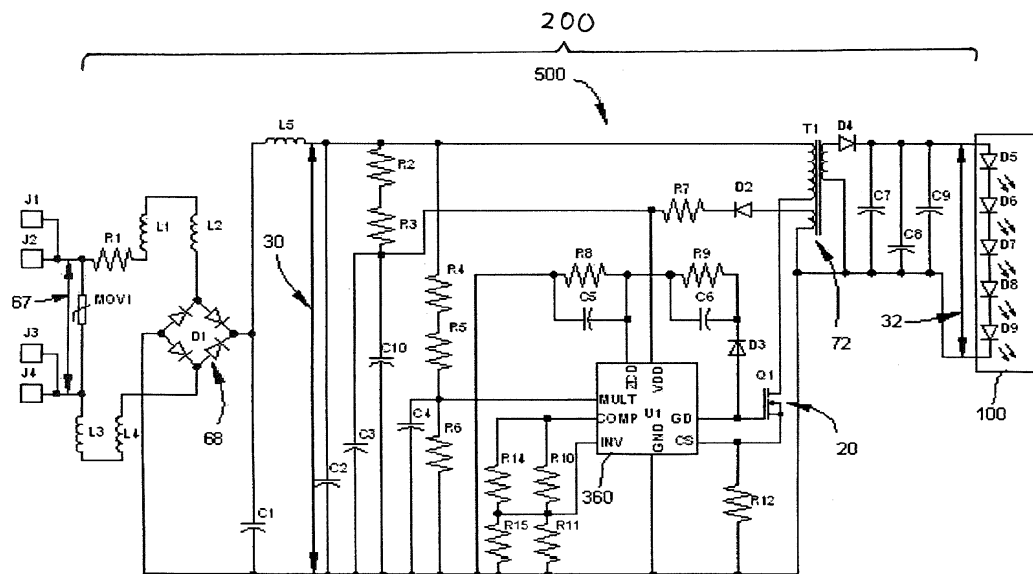 200
500
T1
D4
L5
R2
D5
J1
L1
L2
R7
D2
C7
C9
D6
J2
R1
R3
C8
D7
30
R8
R9
67
MOV1
R4
D8
C5
C6
32
J3
D1
R5
72
D9
J4
C10
D3
ZCD
VDD
Q1
68
MULT
100
L3
L4
C4
COMP
U1
GD
C3
R6
INV
GND
CS
20
R14
R10
360
C2
R12
C1
R15
R11